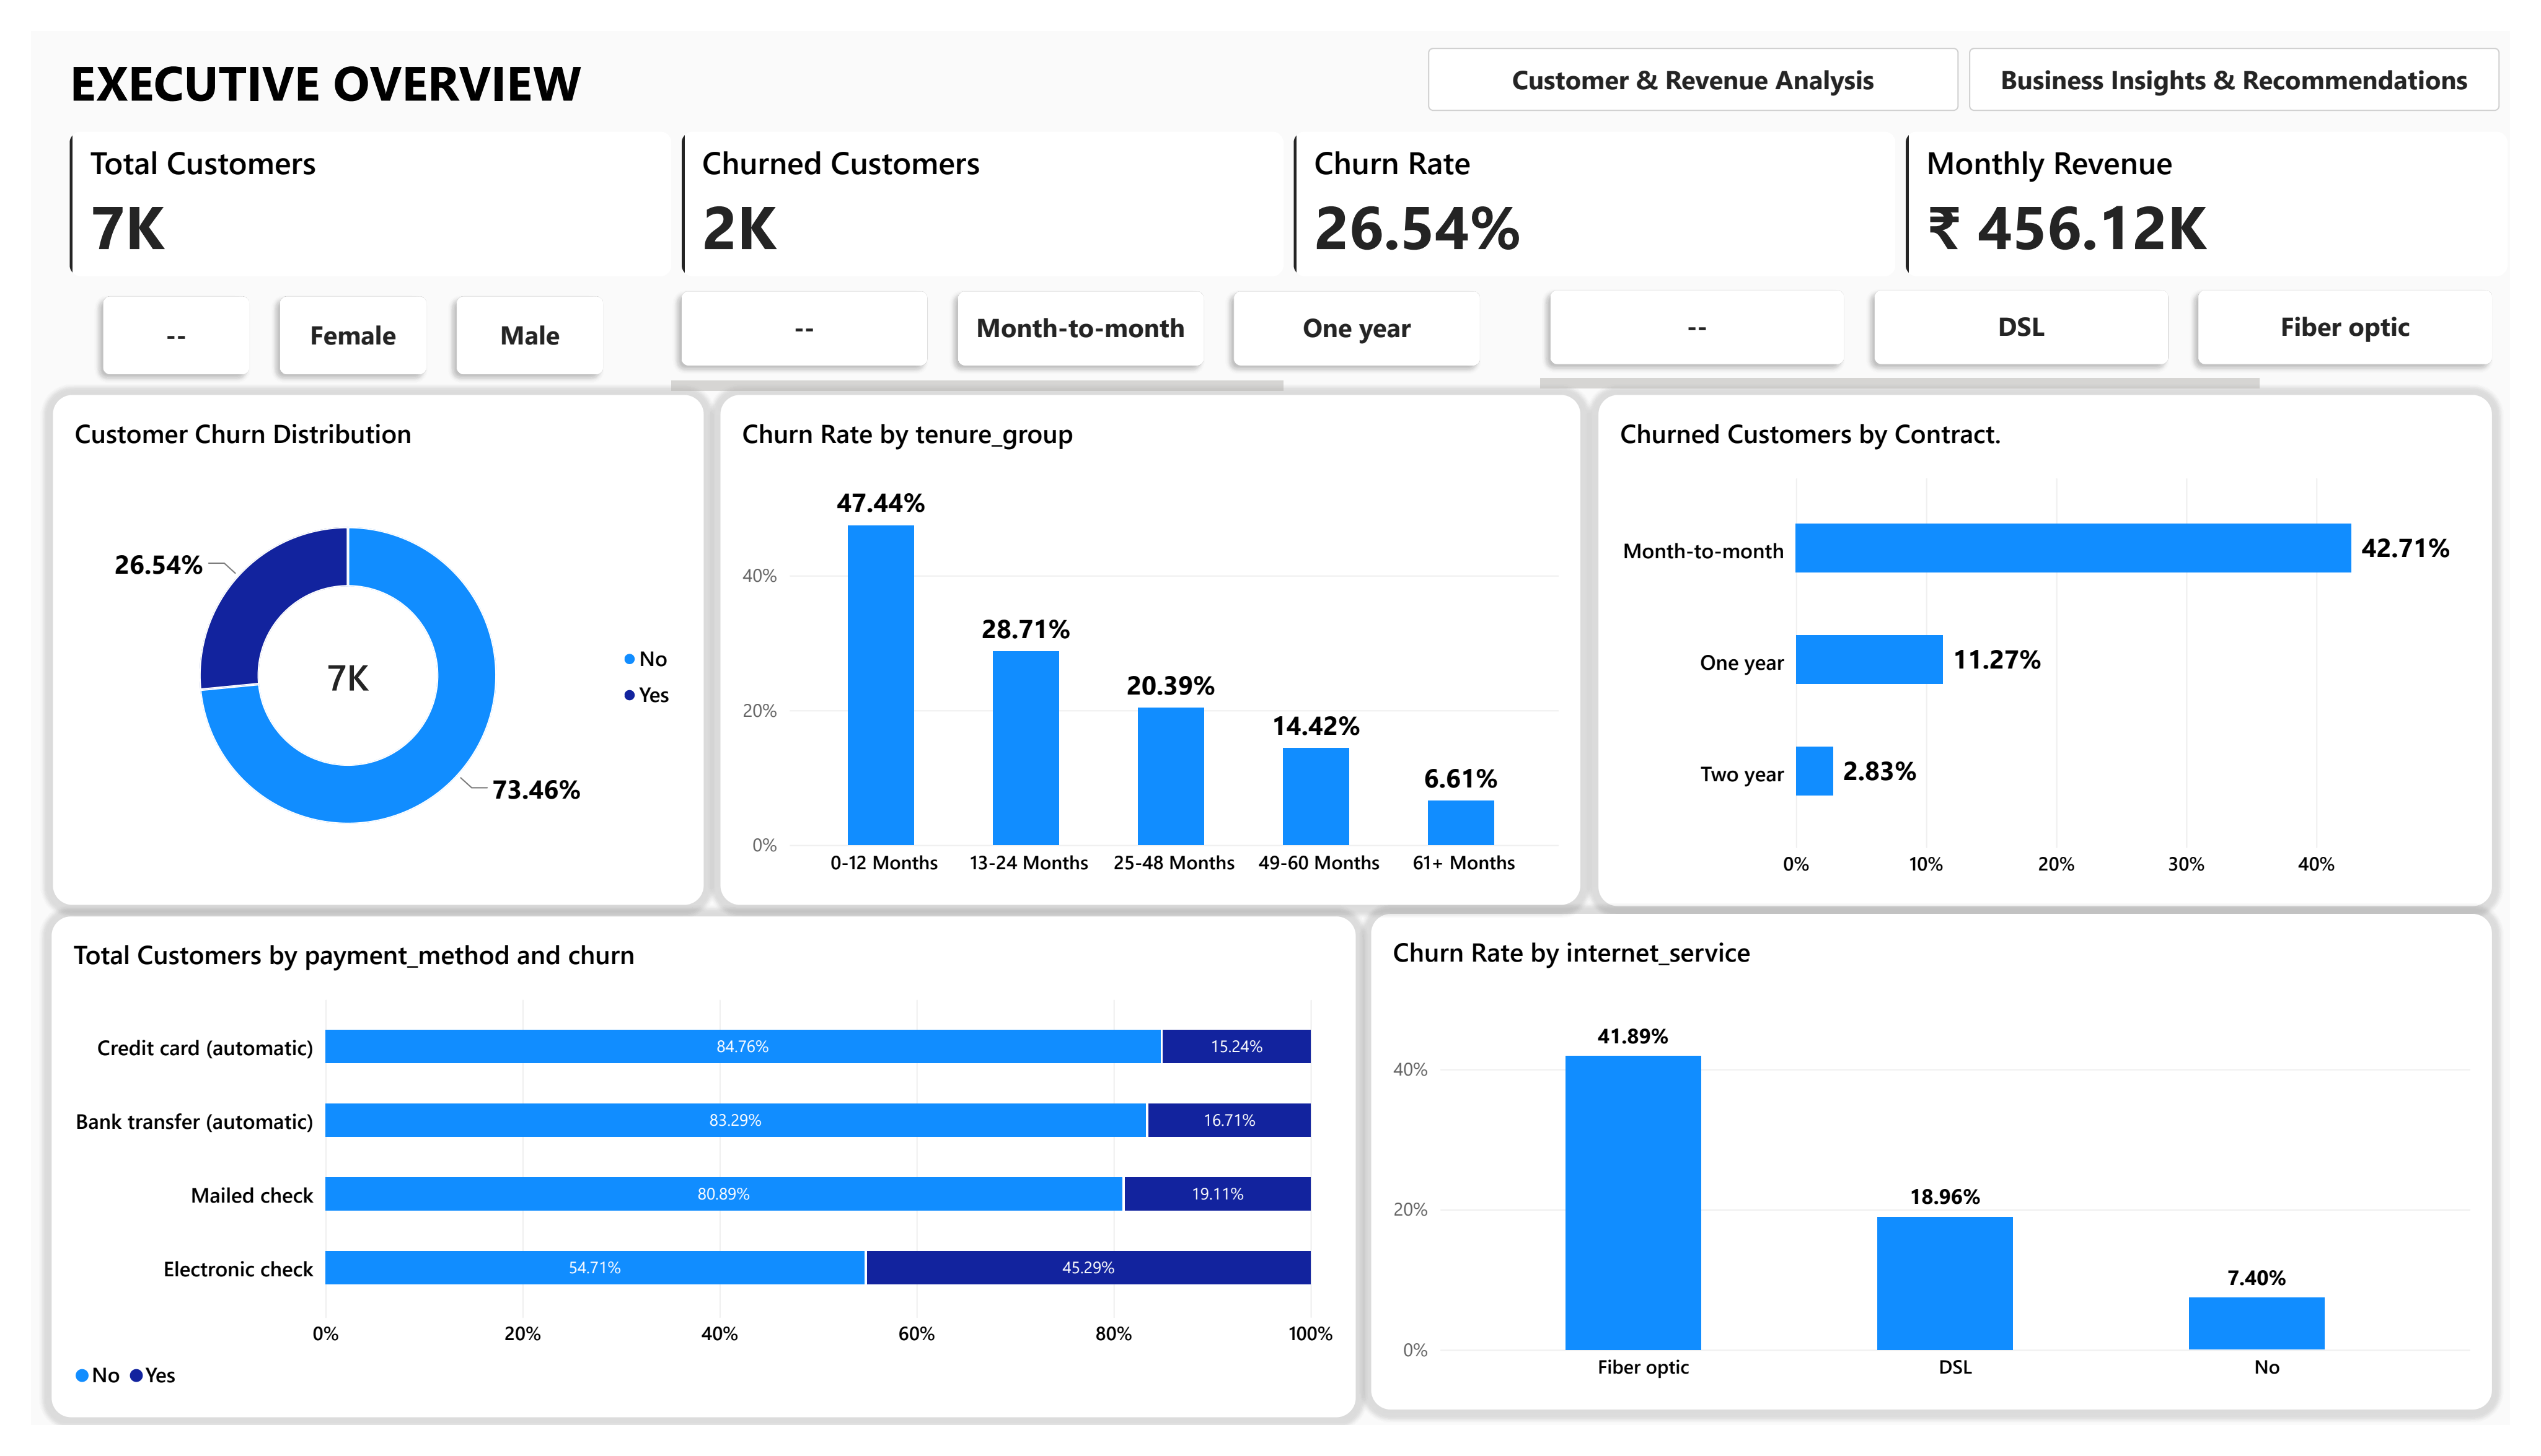 EXECUTIVE OVERVIEW
Customer & Revenue Analysis
Business Insights & Recommendations
Total Customers
7K
Churned Customers
2K
Churn Rate
26.54%
Monthly Revenue
₹ 456.12K
--
Female
Male
--
Month-to-month
One year
--
DSL
Fiber optic
Customer Churn Distribution
26.54%
7K
No
Yes
73.46%
Churn Rate by tenure_group
47.44%
40%
28.71%
20.39%
20%
14.42%
6.61%
0%
0-12 Months 13-24 Months 25-48 Months 49-60 Months 61+ Months
Churned Customers by Contract.
Month-to-month 42.71%
One year 11.27%
Two year 2.83%
0% 10% 20% 30% 40%
Total Customers by payment_method and churn
Credit card (automatic) 84.76% 15.24%
Bank transfer (automatic) 83.29% 16.71%
Mailed check 80.89% 19.11%
Electronic check 54.71% 45.29%
0% 20% 40% 60% 80% 100%
No Yes
Churn Rate by internet_service
41.89%
40%
18.96%
20%
7.40%
0%
Fiber optic DSL No